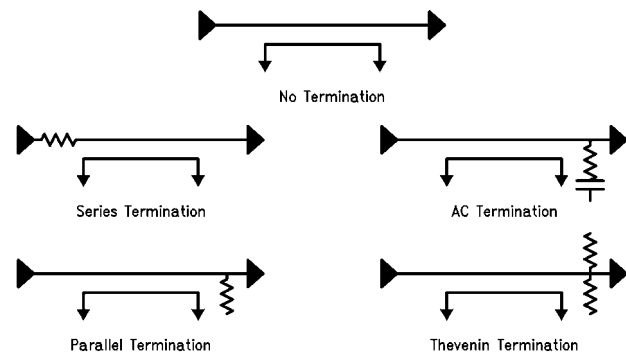 No Termination
Series Termination
AC Termination
Parallel Termination
Thevenin Termination